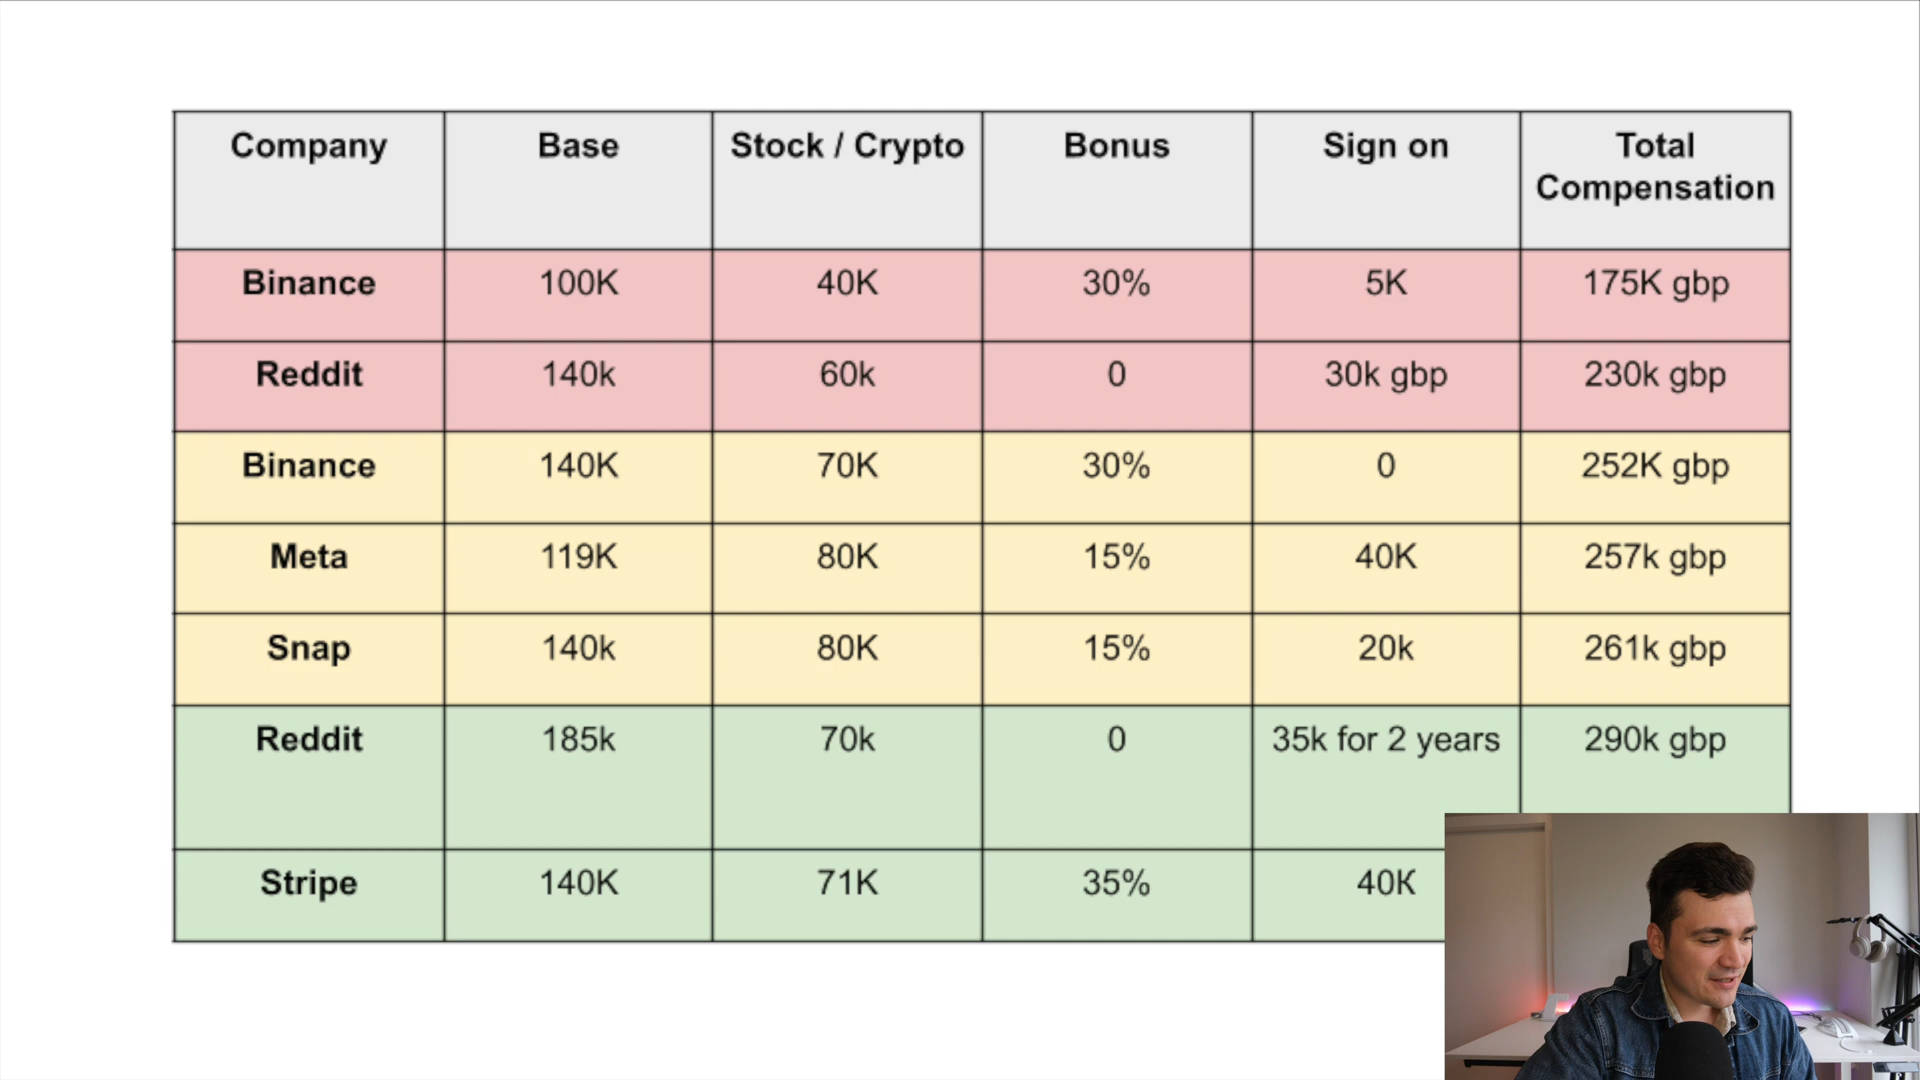 Company Base Stock / Crypto Bonus Sign on Total
Compensation
Binance 100K 40K 30% 5K 175K gbp
Reddit 140k 60k 0 30k gbp 230k gbp
Binance 140K 70K 30% 0 252K gbp
Meta 119K 80K 15% 40K 257k gbp
Snap 140k 80K 15% 20k 261k gbp
Reddit 185k 70k 0 35k for 2 years 290k gbp
Stripe 140K 71K 35% 40K